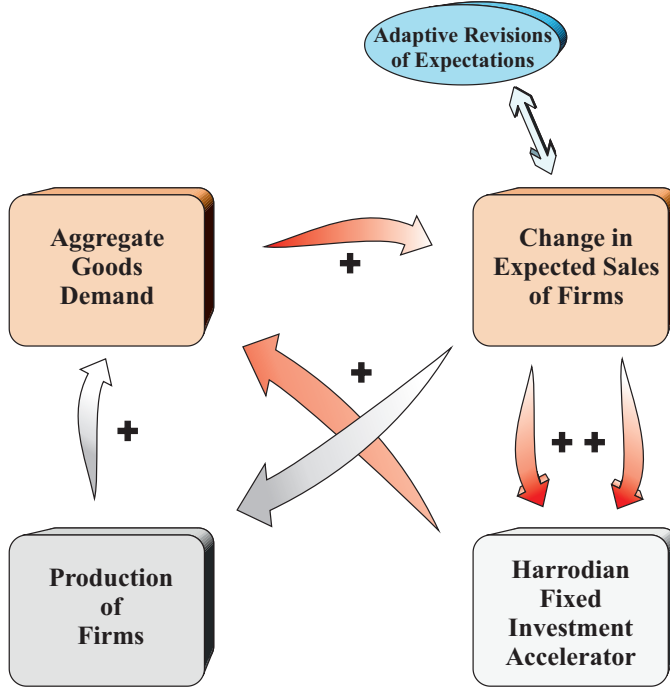 Adaptive Revisions
of Expectations
Aggregate
Goods
Demand
+
Change in
Expected Sales
of Firms
+
+
+ +
Production
of
Firms
Harrodian
Fixed
Investment
Accelerator